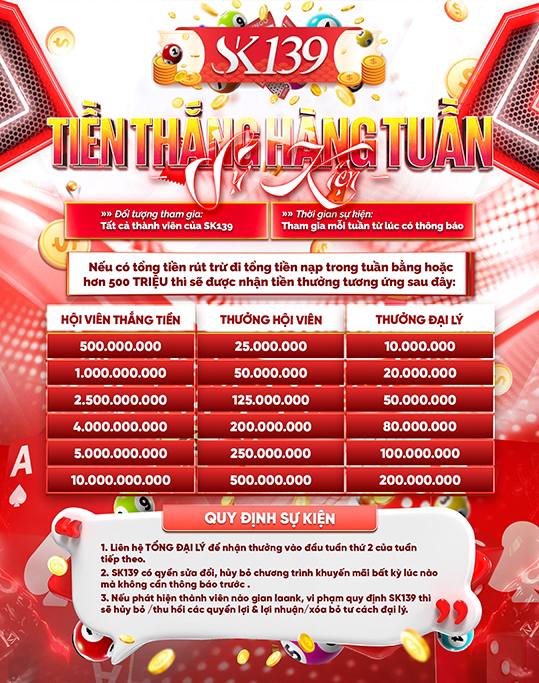 SK139
TIỀN THẮNG HÀNG TUẦN
Sự Kiện
»» Đối tượng tham gia:
Tất cả thành viên của SK139
»» Thời gian sự kiện:
Tham gia mỗi tuần từ lúc có thông báo
Nếu có tổng tiền rút trừ đi tổng tiền nạp trong tuần bằng hoặc
hơn 500 TRIỆU thì sẽ được nhận tiền thưởng tương ứng sau đây:
HỘI VIÊN THẮNG TIỀN THƯỞNG HỘI VIÊN THƯỞNG ĐẠI LÝ
500.000.000 25.000.000 10.000.000
1.000.000.000 50.000.000 20.000.000
2.500.000.000 125.000.000 50.000.000
4.000.000.000 200.000.000 80.000.000
5.000.000.000 250.000.000 100.000.000
10.000.000.000 500.000.000 200.000.000
QUY ĐỊNH SỰ KIỆN
1. Liên hệ TỔNG ĐẠI LÝ để nhận thưởng vào đầu tuần thứ 2 của tuần
tiếp theo.
2. SK139 có qyền sửa đổi, hủy bỏ chương trình khuyến mãi bất kỳ lúc nào
mà không cần thông báo trước .
3. Nếu phát hiện thành viên nào gian laank, vi phạm quy định SK139 thì
sẽ hủy bỏ /thu hồi các quyền lợi & lợi nhuận/xóa bỏ tư cách đại lý.
A